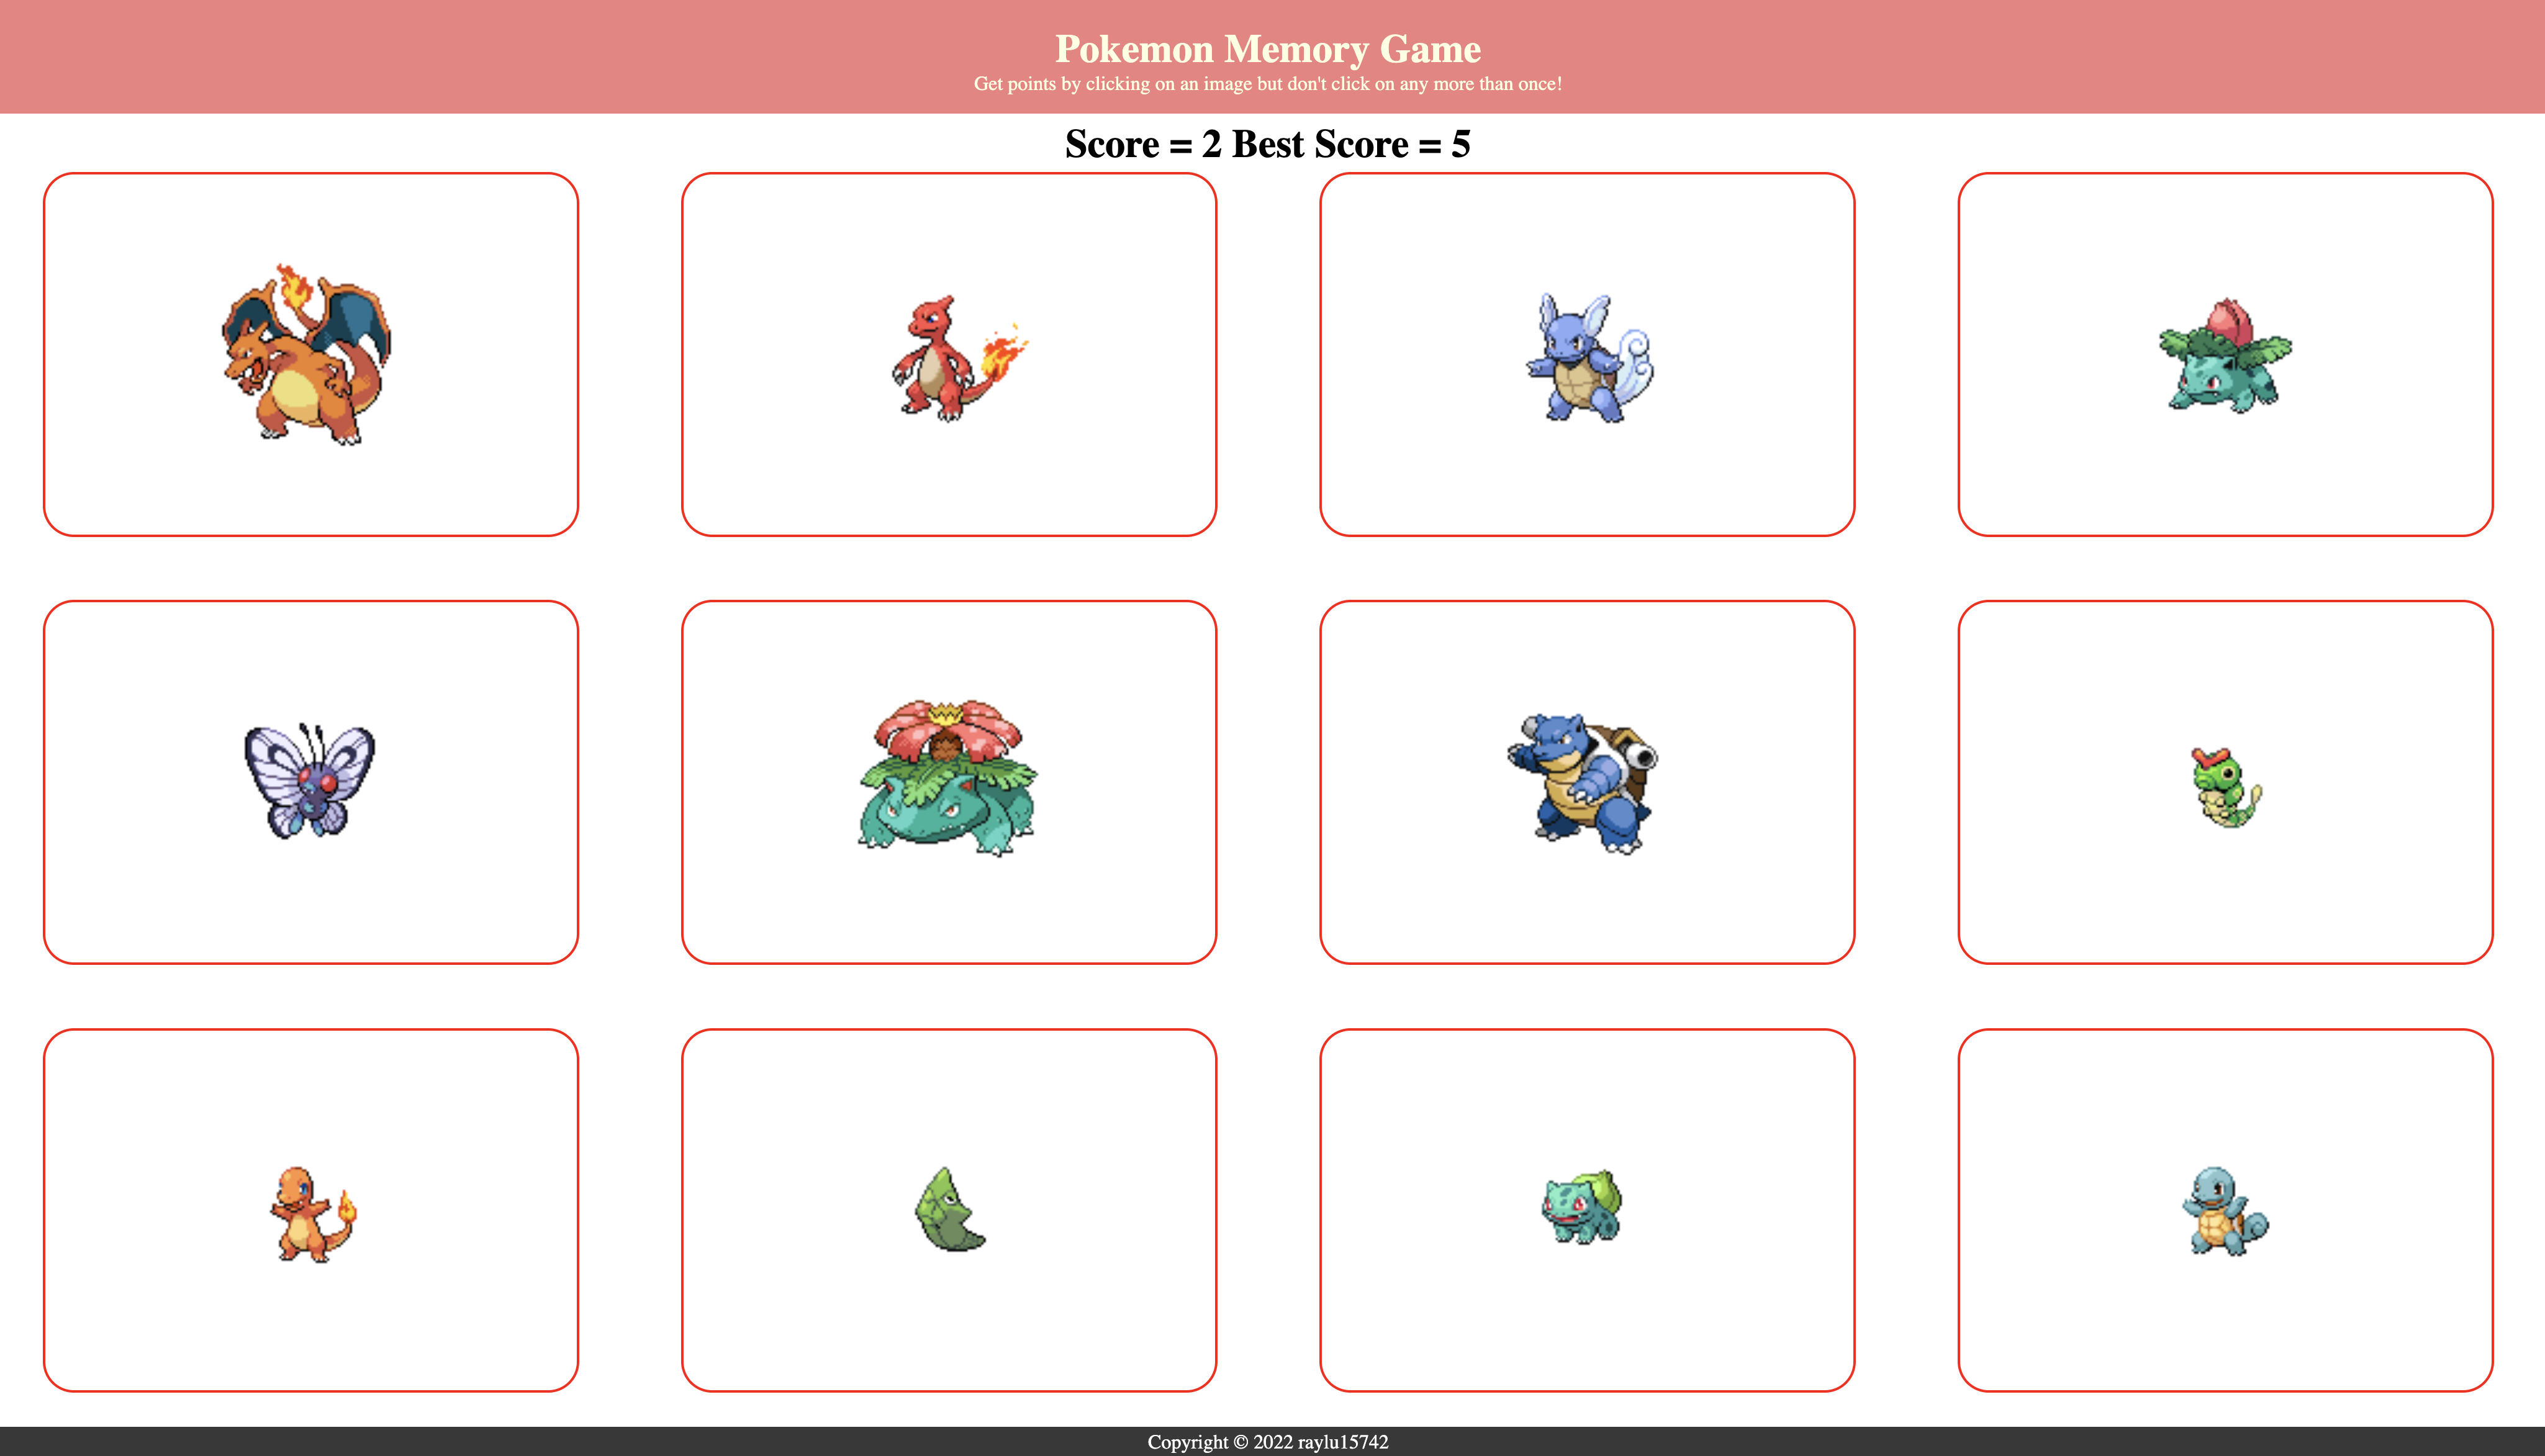 Pokemon Memory Game
Get points by clicking on an image but don't click on any more than once!
Score = 2 Best Score = 5
Copyright © 2022 raylu15742